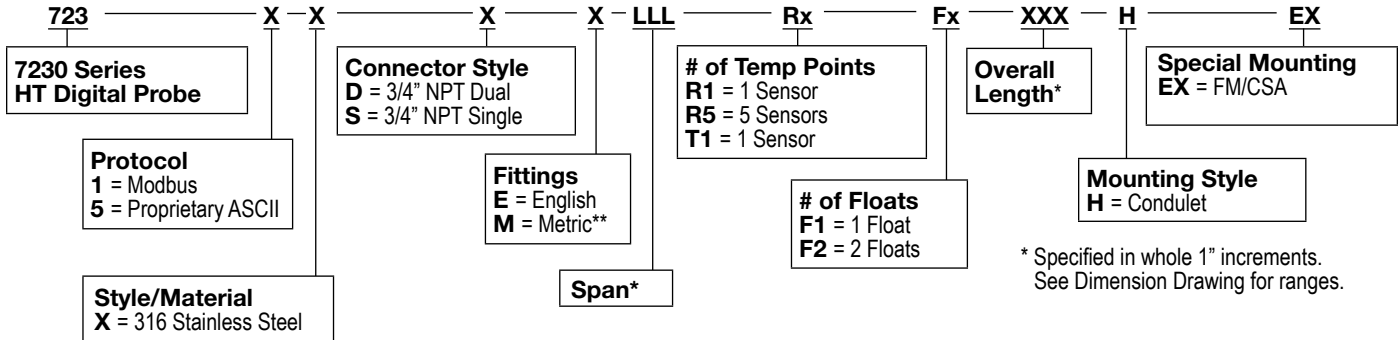 723 X X X X LLL Rx Fx XXX H EX
7230 Series
HT Digital Probe
Protocol
1 = Modbus
5 = Proprietary ASCII
Style/Material
X = 316 Stainless Steel
Connector Style
D = 3/4” NPT Dual
S = 3/4” NPT Single
Fittings
E = English
M = Metric**
Span*
# of Temp Points
R1 = 1 Sensor
R5 = 5 Sensors
T1 = 1 Sensor
# of Floats
F1 = 1 Float
F2 = 2 Floats
Overall
Length*
Mounting Style
H = Condulet
Special Mounting
EX = FM/CSA
* Specified in whole 1” increments.
See Dimension Drawing for ranges.